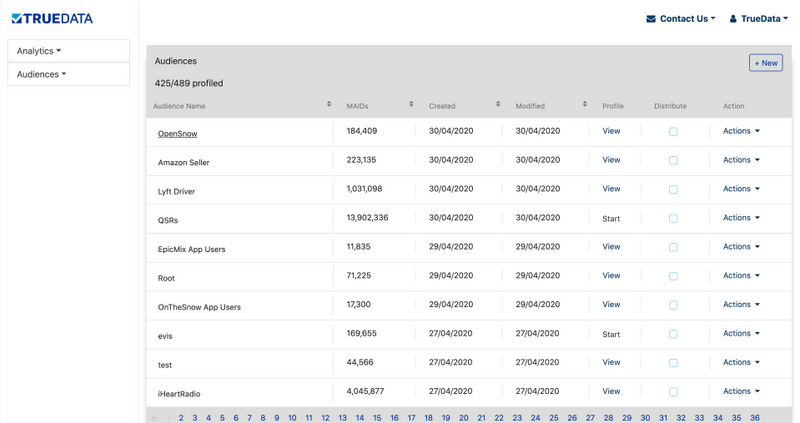 TRUEDATA
Contact Us
TrueData
Analytics
Audiences
Audiences
+ New
425/489 profiled
Audience Name MAIDs Created Modified Profile Distribute Action
OpenSnow 184,409 30/04/2020 30/04/2020 View Actions
Amazon Seller 223,135 30/04/2020 30/04/2020 View Actions
Lyft Driver 1,031,098 30/04/2020 30/04/2020 View Actions
QSRs 13,902,336 30/04/2020 30/04/2020 Start Actions
EpicMix App Users 11,835 29/04/2020 29/04/2020 View Actions
Root 71,225 29/04/2020 29/04/2020 View Actions
OnTheSnow App Users 17,300 29/04/2020 29/04/2020 View Actions
evis 169,655 27/04/2020 27/04/2020 Start Actions
test 44,566 27/04/2020 27/04/2020 View Actions
iHeartRadio 4,045,877 27/04/2020 27/04/2020 View Actions
2 3 4 5 6 7 8 9 10 11 12 13 14 15 16 17 18 19 20 21 22 23 24 25 26 27 28 29 30 31 32 33 34 35 36